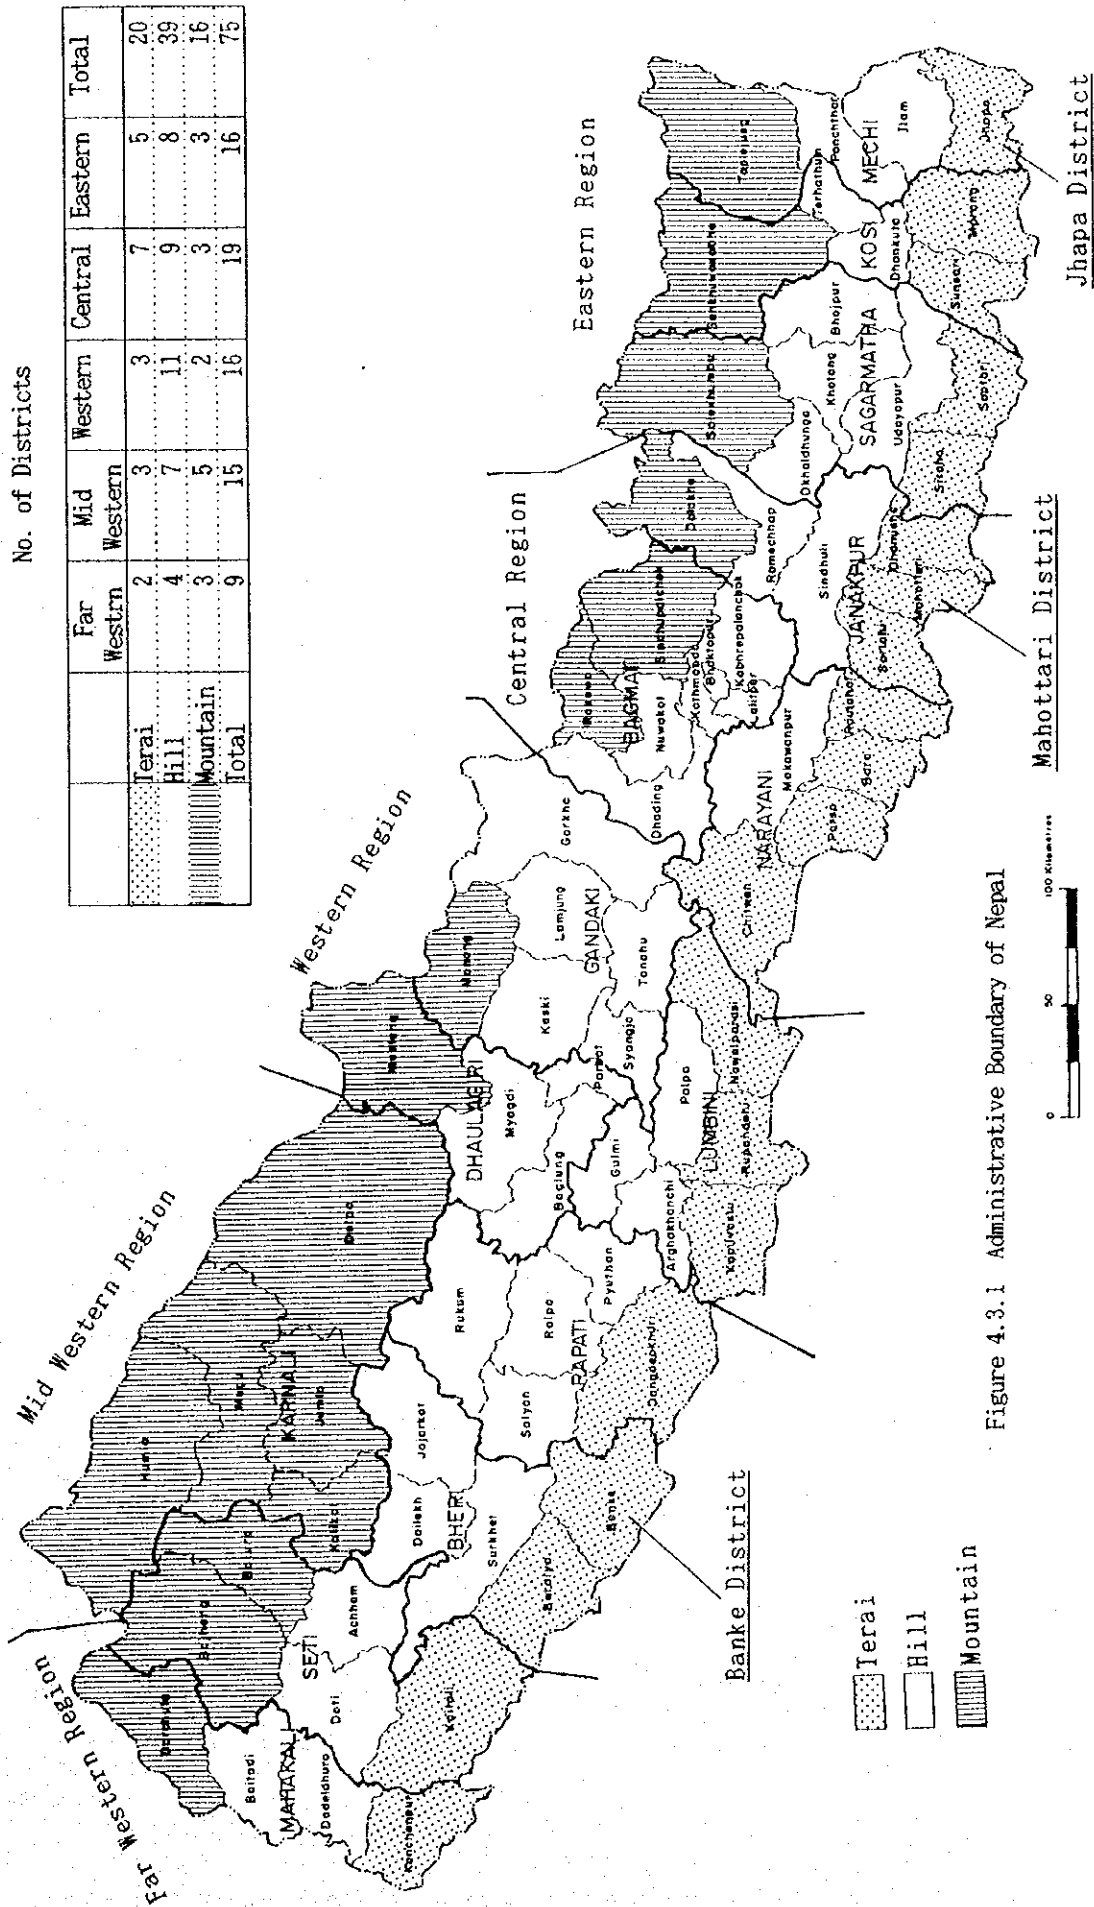 No. of Districts
Far Westrn Mid Western Western Central Eastern Total
Terai 2 3 3 7 5 20
Hill 4 7 11 9 8 39
Mountain 3 5 2 3 3 16
Total 9 15 16 19 16 75
Far Western Region
Mid Western Region
Western Region
Central Region
Eastern Region
Darchula
Bajhang
Bajura
Humla
Mugu
KARNALI
Jumla
Kalikot
Dolpa
Baitadi
MAHAKALI
Dadeldhura
Kanchanpur
SETI
Doti
Achham
Kailali
Dailekh
BHERI
Surkhet
Jajarkot
Bardiya
Banke
Rukum
Salyan
Rolpa
RAPATI
Pyuthan
Dangdeokhuri
Mustang
DHAULAGIRI
Myagdi
Baglung
Parbat
Manang
Kaski
Lamjung
GANDAKI
Gorkha
Tanahu
Syangja
Gulmi
Palpa
Arghakhanchi
LUMBINI
Kapilvastu
Rupandehi
Nawalparasi
Rasuwa
BAGMATI
Nuwakot
Dhading
Sindhupalchok
Kathmandu
Bhaktapur
Lalitpur
Kabhrepalanchok
Makawanpur
NARAYANI
Chitwan
Parsa
Bara
Rautahat
Dolakha
Ramechhap
Sindhuli
JANAKPUR
Sarlahi
Mahottari
Dhanusha
Solukhumbu
Okhaldhunga
Khotang
Bhojpur
SAGARMATHA
Udayapur
Siraha
Saptari
Sankhuwasabha
Terhathum
KOSI
Dhankuta
Sunsari
Morang
Taplejung
Panchthar
MECHI
Ilam
Jhapa
Banke District
Mahottari District
Jhapa District
Terai
Hill
Mountain
0 50 100 Kilometres
Figure 4.3.1 Administrative Boundary of Nepal